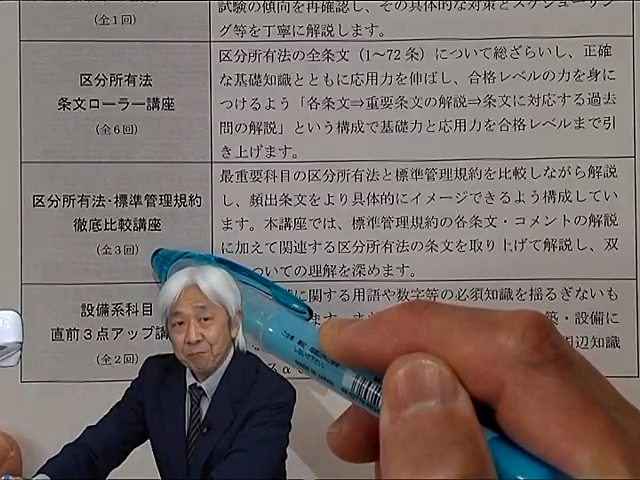 (全1回)
試験の傾向を再確認し、その具体的な対策とスケジューリン
グ等を丁寧に解説します。
区分所有法
条文ローラー講座
(全6回)
区分所有法の全条文（1～72条）について総ざらいし、正確
な基礎知識とともに応用力を伸ばし、合格レベルの力を身に
つけるよう「各条文⇒重要条文の解説⇒条文に対応する過去
問の解説」という構成で基礎力と応用力を合格レベルまで引
き上げます。
区分所有法・標準管理規約
徹底比較講座
(全3回)
最重要科目の区分所有法と標準管理規約を比較しながら解説
し、頻出条文をより具体的にイメージできるよう構成してい
ます。本講座では、標準管理規約の各条文・コメントの解説
に加えて関連する区分所有法の条文を取り上げて解説し、双
ついての理解を深めます。
設備系科目
直前3点アップ講
(全2回)
に関する用語や数字等の必須知識を揺るぎないも
ます。
築・設備に
周辺知識